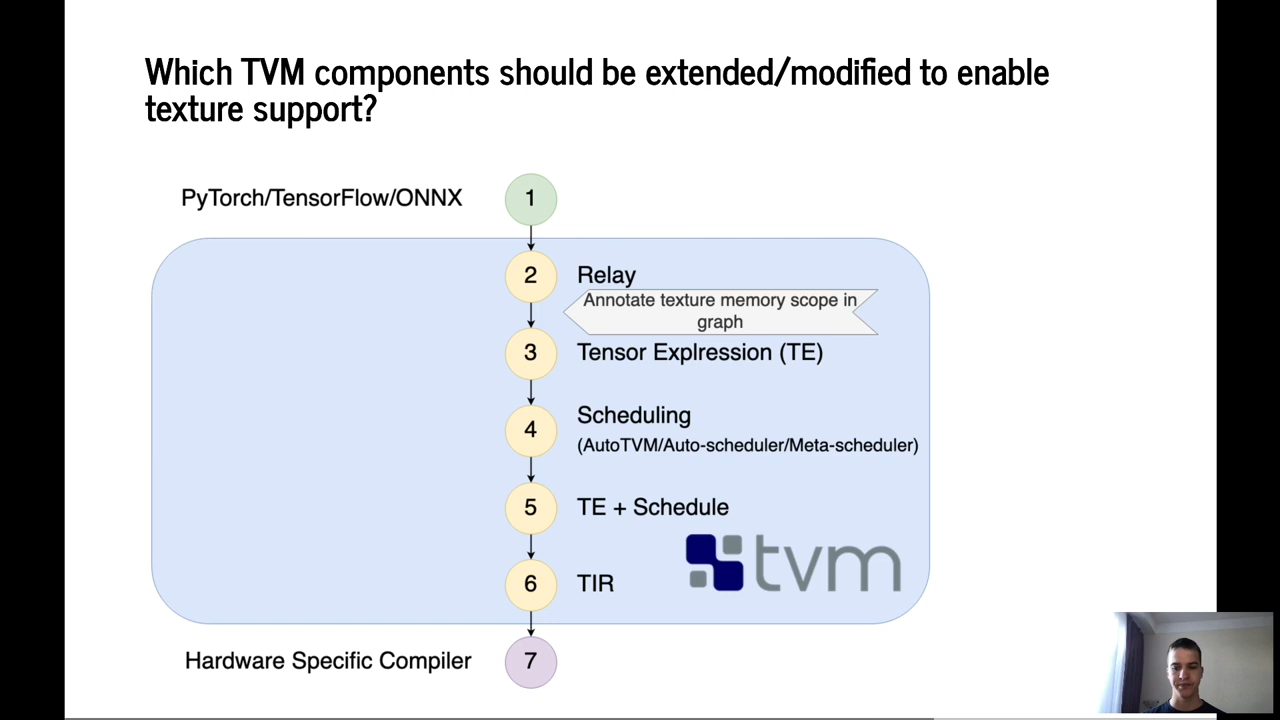 Which TVM components should be extended/modified to enable
texture support?
PyTorch/TensorFlow/ONNX
1
2
Relay
Annotate texture memory scope in
graph
3
Tensor Explression (TE)
4
Scheduling
(AutoTVM/Auto-scheduler/Meta-scheduler)
5
TE + Schedule
tvm
6
TIR
Hardware Specific Compiler
7